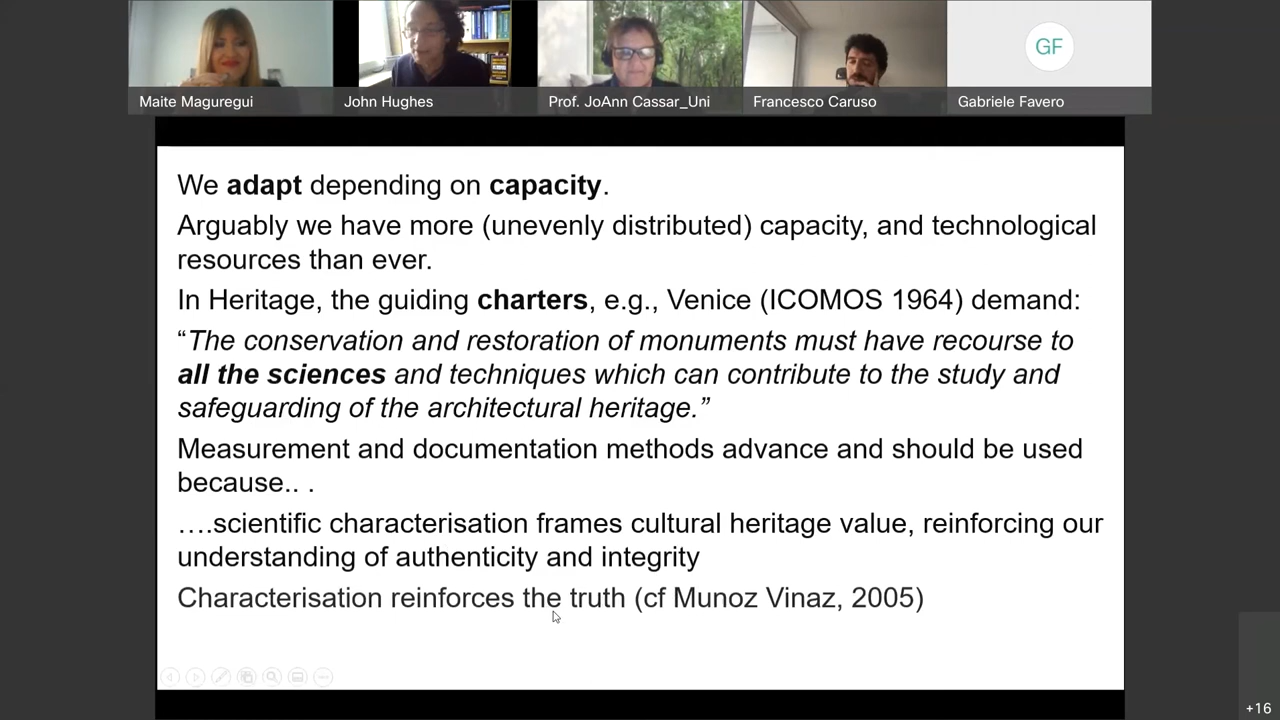 GF
Maite Maguregui
John Hughes
Prof. JoAnn Cassar_Uni
Francesco Caruso
Gabriele Favero
We adapt depending on capacity.
Arguably we have more (unevenly distributed) capacity, and technological
resources than ever.
In Heritage, the guiding charters, e.g., Venice (ICOMOS 1964) demand:
“The conservation and restoration of monuments must have recourse to
all the sciences and techniques which can contribute to the study and
safeguarding of the architectural heritage.”
Measurement and documentation methods advance and should be used
because.. .
….scientific characterisation frames cultural heritage value, reinforcing our
understanding of authenticity and integrity
Characterisation reinforces the truth (cf Munoz Vinaz, 2005)
+16